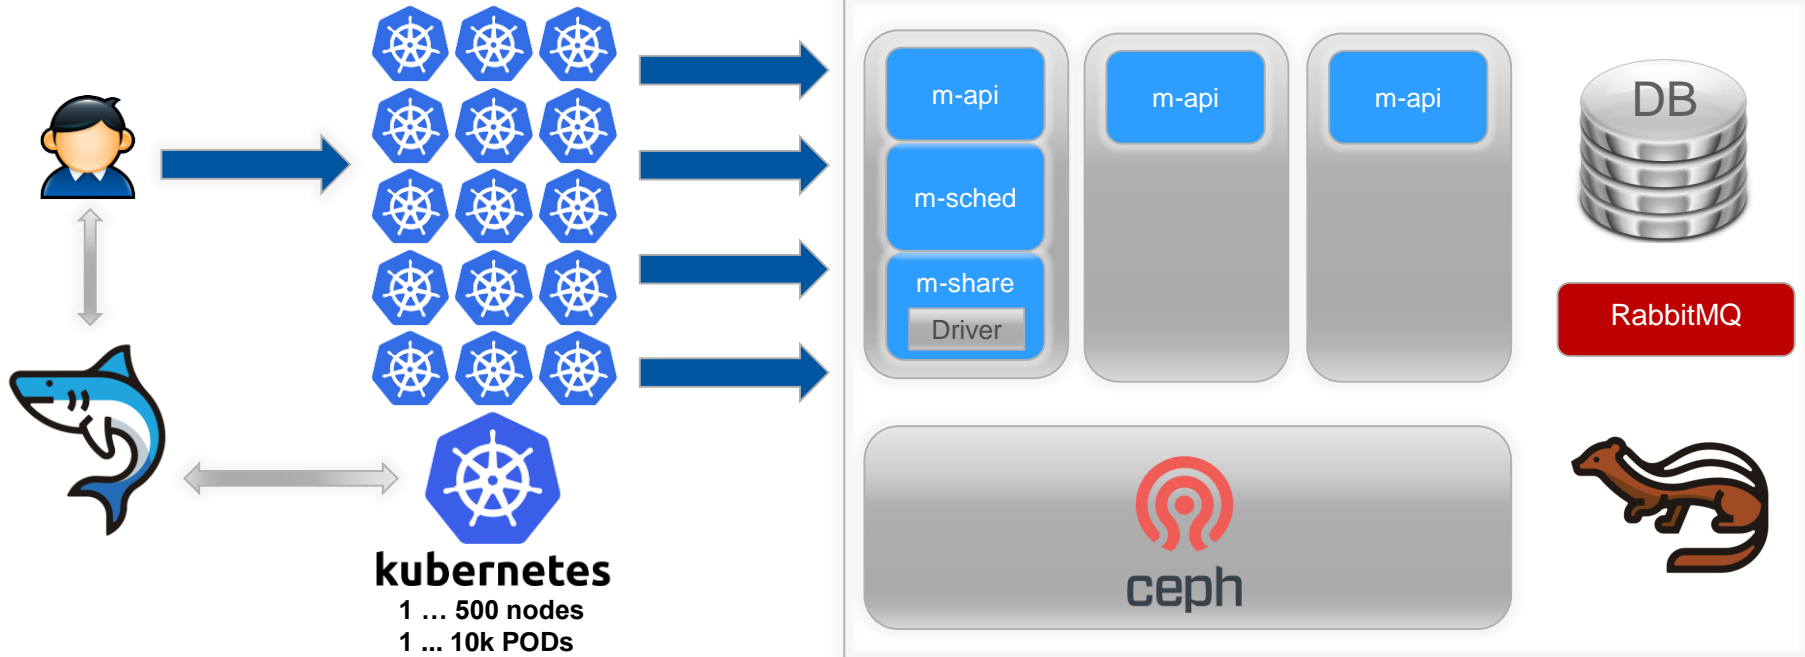 m-api
m-sched
m-share
Driver
m-api
m-api
DB
RabbitMQ
ceph
kubernetes
1 … 500 nodes
1 ... 10k PODs